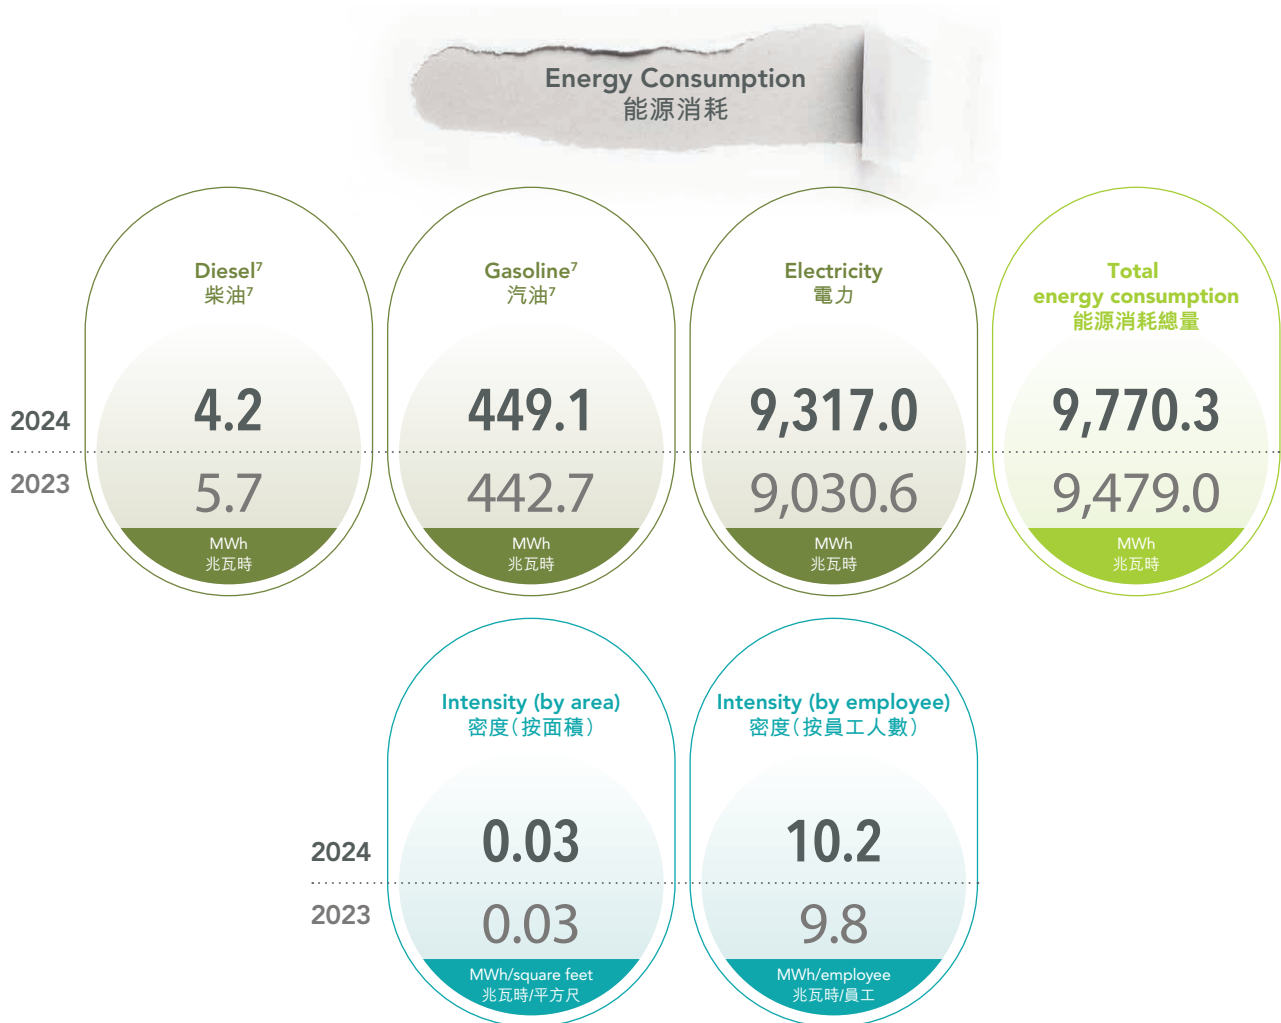 Energy Consumption
能源消耗
Diesel⁷
柴油⁷
Gasoline⁷
汽油⁷
Electricity
電力
Total
energy consumption
能源消耗總量
2024
4.2
449.1
9,317.0
9,770.3
2023
5.7
442.7
9,030.6
9,479.0
MWh
兆瓦時
MWh
兆瓦時
MWh
兆瓦時
MWh
兆瓦時
Intensity (by area)
密度（按面積）
Intensity (by employee)
密度（按員工人數）
2024
0.03
10.2
2023
0.03
9.8
MWh/square feet
兆瓦時/平方尺
MWh/employee
兆瓦時/員工